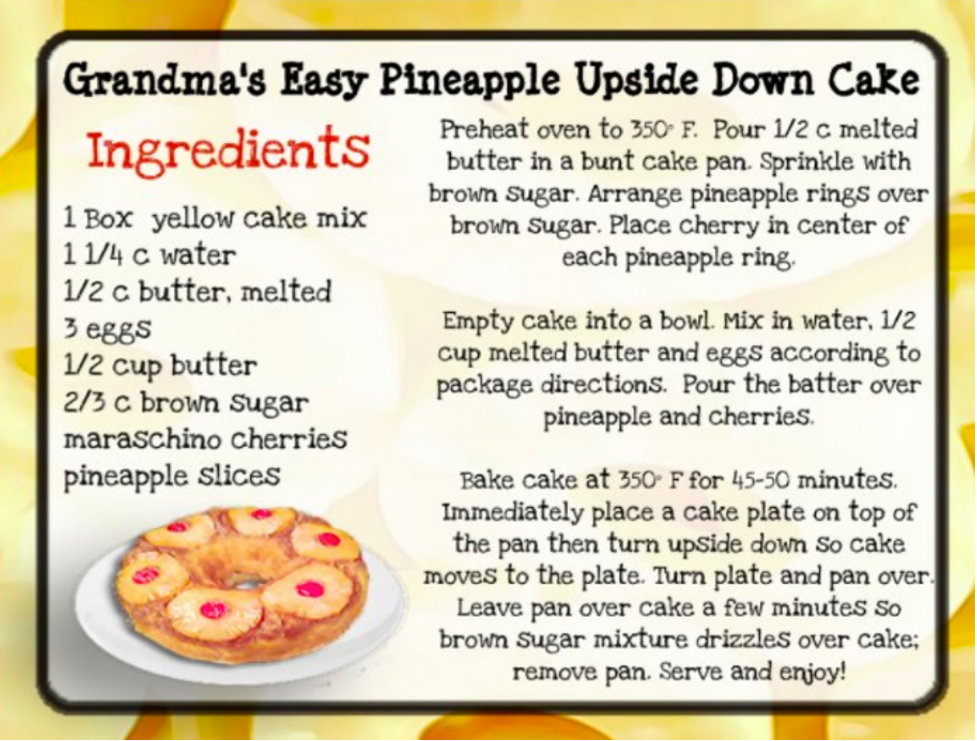 Grandma's Easy Pineapple Upside Down Cake
Ingredients
1 Box yellow cake mix
1 1/4 c water
1/2 c butter, melted
3 eggs
1/2 cup butter
2/3 c brown sugar
maraschino cherries
pineapple slices
Preheat oven to 350° F. Pour 1/2 c melted
butter in a bunt cake pan. Sprinkle with
brown sugar. Arrange pineapple rings over
brown sugar. Place cherry in center of
each pineapple ring.
Empty cake into a bowl. Mix in water, 1/2
cup melted butter and eggs according to
package directions. Pour the batter over
pineapple and cherries.
Bake cake at 350° F for 45-50 minutes.
Immediately place a cake plate on top of
the pan then turn upside down so cake
moves to the plate. Turn plate and pan over.
Leave pan over cake a few minutes so
brown sugar mixture drizzles over cake;
remove pan. Serve and enjoy!